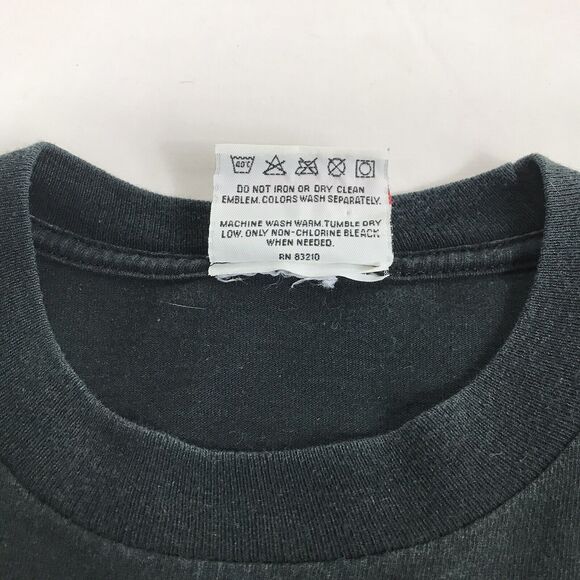 40°C
DO NOT IRON OR DRY CLEAN
EMBLEM. COLORS WASH SEPARATELY.
MACHINE WASH WARM. TUMBLE DRY
LOW. ONLY NON-CHLORINE BLEACH
WHEN NEEDED.
RN 83210